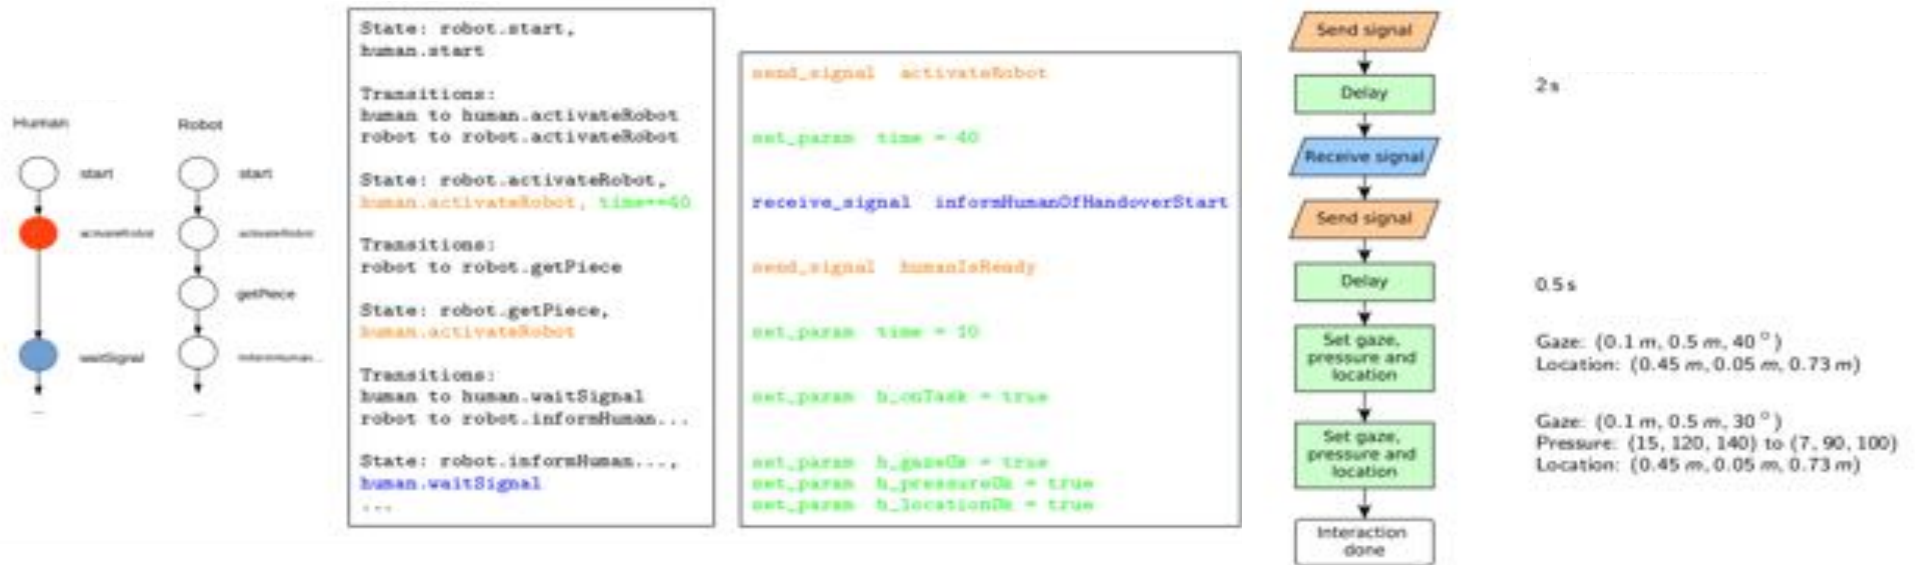 Human
Robot
start
start
activateRobot
activateRobot
getPiece
waitSignal
informHuman...
State: robot.start,
human.start
Transitions:
human to human.activateRobot
robot to robot.activateRobot
State: robot.activateRobot,
human.activateRobot, time==40
Transitions:
robot to robot.getPiece
State: robot.getPiece,
human.activateRobot
Transitions:
human to human.waitSignal
robot to robot.informHuman...
State: robot.informHuman...,
human.waitSignal
...
send_signal activateRobot
set_param time = 40
receive_signal informHumanOfHandoverStart
send_signal humanIsReady
set_param time = 10
set_param h_onTask = true
set_param h_gazeOk = true
set_param h_pressureOk = true
set_param h_locationOk = true
Send signal
Delay
Receive signal
Send signal
Delay
Set gaze,
pressure and
location
Set gaze,
pressure and
location
Interaction
done
2 s
0.5 s
Gaze: (0.1 m, 0.5 m, 40°)
Location: (0.45 m, 0.05 m, 0.73 m)
Gaze: (0.1 m, 0.5 m, 30°)
Pressure: (15, 120, 140) to (7, 90, 100)
Location: (0.45 m, 0.05 m, 0.73 m)